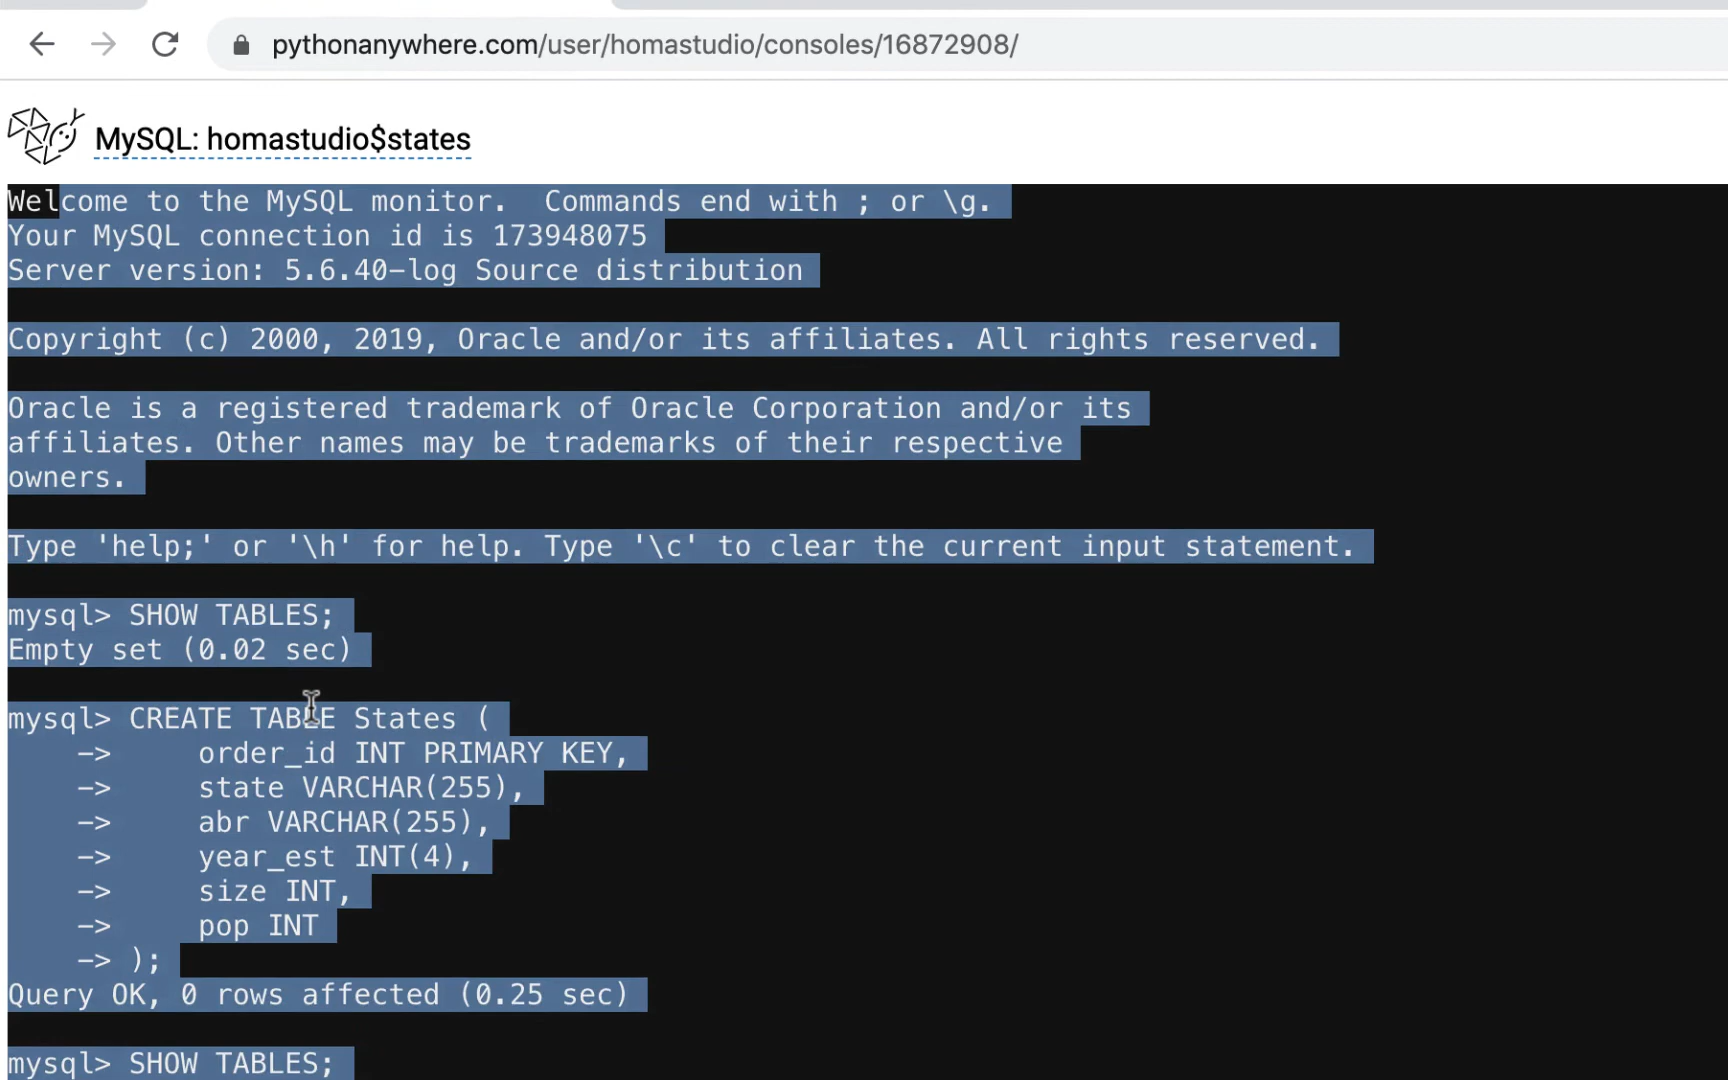 pythonanywhere.com/user/homastudio/consoles/16872908/
MySQL: homastudio$states
Welcome to the MySQL monitor.  Commands end with ; or \g.
Your MySQL connection id is 173948075
Server version: 5.6.40-log Source distribution
Copyright (c) 2000, 2019, Oracle and/or its affiliates. All rights reserved.
Oracle is a registered trademark of Oracle Corporation and/or its
affiliates. Other names may be trademarks of their respective
owners.
Type 'help;' or '\h' for help. Type '\c' to clear the current input statement.
mysql> SHOW TABLES;
Empty set (0.02 sec)
mysql> CREATE TABLE States (
    ->     order_id INT PRIMARY KEY,
    ->     state VARCHAR(255),
    ->     abr VARCHAR(255),
    ->     year_est INT(4),
    ->     size INT,
    ->     pop INT
    -> );
Query OK, 0 rows affected (0.25 sec)
mysql> SHOW TABLES;